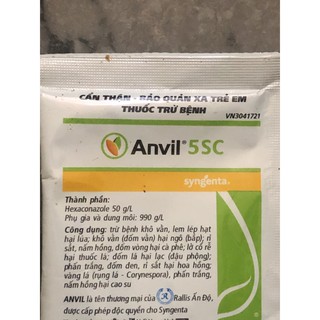 CẨN THẬN - BẢO QUẢN XA TRẺ EM
THUỐC TRỪ BỆNH
VN3041721
Anvil® 5SC
syngenta.
Thành phần:
Hexaconazole 50 g/L
Phụ gia và dung môi: 990 g/L
Công dụng: trừ bệnh khô vằn, lem lép hạt
hại lúa; khô vằn (đốm vằn) hại ngô (bắp); rỉ
sắt, nấm hồng, đốm vòng hại cà phê; lở cổ rễ
hại thuốc lá; đốm lá hại lạc (đậu phộng);
phấn trắng, đốm đen, rỉ sắt hại hoa hồng;
vàng lá (rụng lá - Corynespora), phấn trắng,
nấm hồng hại cao su
ANVIL là tên thương mại của Rallis Ấn Độ,
được cấp phép độc quyền cho Syngenta